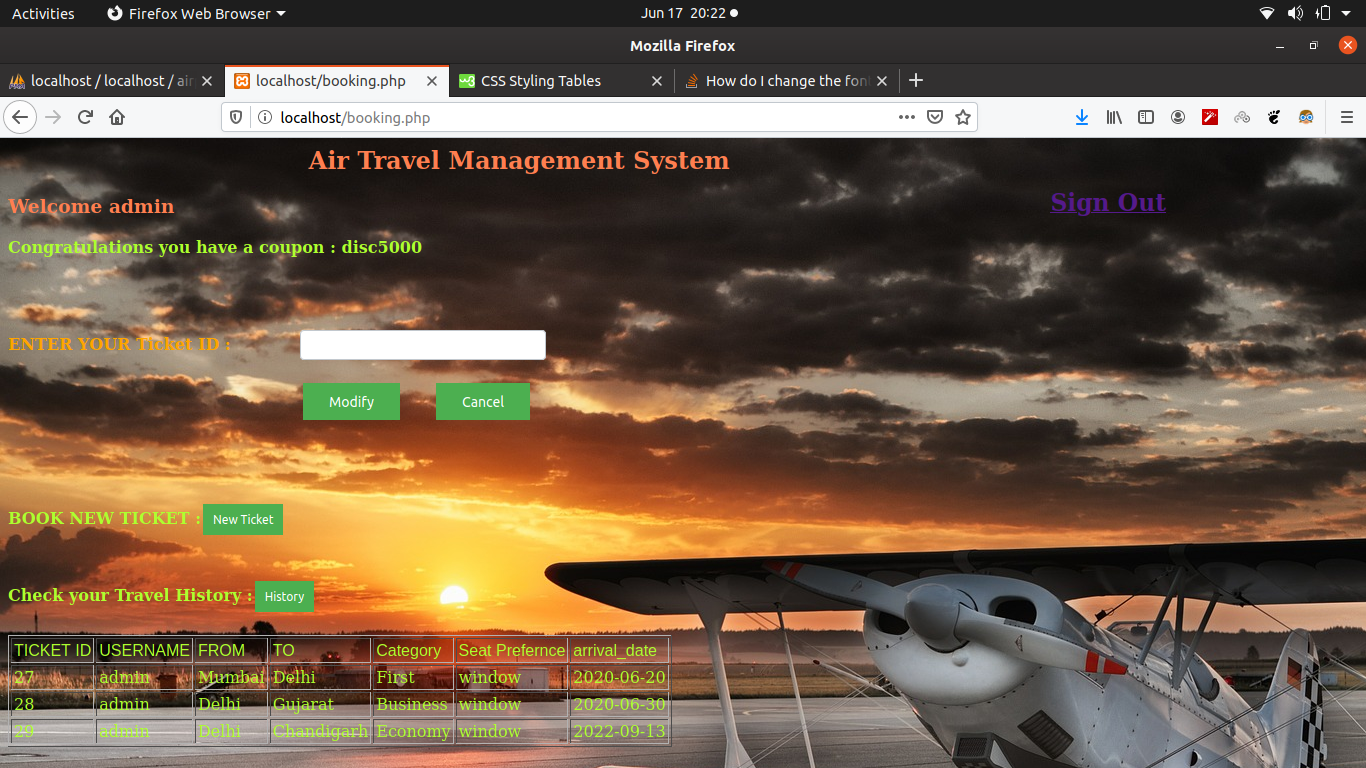 Activities Firefox Web Browser Jun 17 20:22
Mozilla Firefox
localhost / localhost / air localhost/booking.php CSS Styling Tables How do I change the font
localhost/booking.php
Air Travel Management System
Welcome admin Sign Out
Congratulations you have a coupon : disc5000
ENTER YOUR Ticket ID :
Modify Cancel
BOOK NEW TICKET : New Ticket
Check your Travel History : History
TICKET ID USERNAME FROM TO Category Seat Prefernce arrival_date
27 admin Mumbai Delhi First window 2020-06-20
28 admin Delhi Gujarat Business window 2020-06-30
29 admin Delhi Chandigarh Economy window 2022-09-13